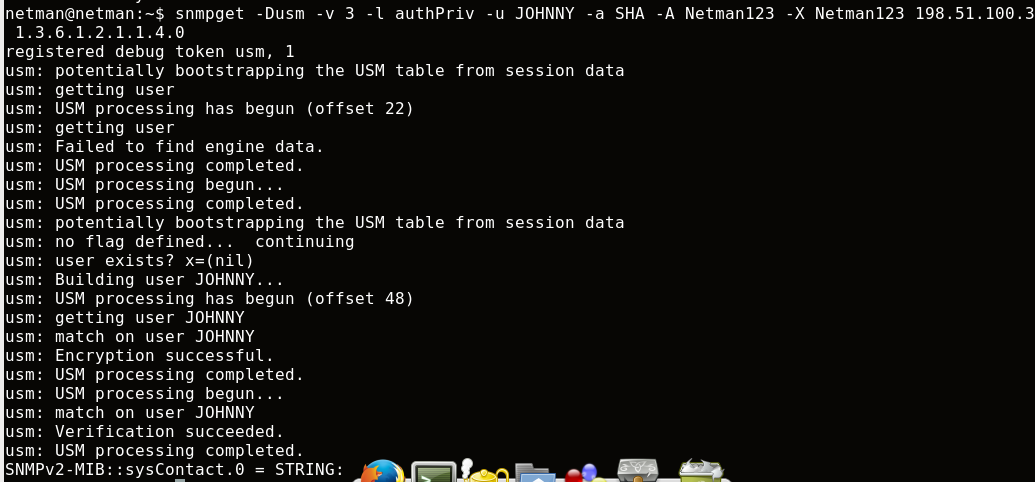 netman@netman:~$ snmpget -Dusm -v 3 -l authPriv -u JOHNNY -a SHA -A Netman123 -X Netman123 198.51.100.3
 1.3.6.1.2.1.1.4.0
registered debug token usm, 1
usm: potentially bootstrapping the USM table from session data
usm: getting user
usm: USM processing has begun (offset 22)
usm: getting user
usm: Failed to find engine data.
usm: USM processing completed.
usm: USM processing begun...
usm: USM processing completed.
usm: potentially bootstrapping the USM table from session data
usm: no flag defined...  continuing
usm: user exists? x=(nil)
usm: Building user JOHNNY...
usm: USM processing has begun (offset 48)
usm: getting user JOHNNY
usm: match on user JOHNNY
usm: Encryption successful.
usm: USM processing completed.
usm: USM processing begun...
usm: match on user JOHNNY
usm: Verification succeeded.
usm: USM processing completed.
SNMPv2-MIB::sysContact.0 = STRING: